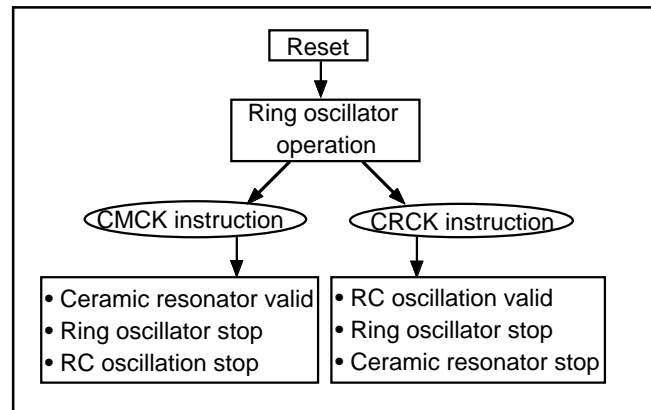 Reset
Ring oscillator
operation
CMCK instruction
CRCK instruction
• Ceramic resonator valid
• Ring oscillator stop
• RC oscillation stop
• RC oscillation valid
• Ring oscillator stop
• Ceramic resonator stop